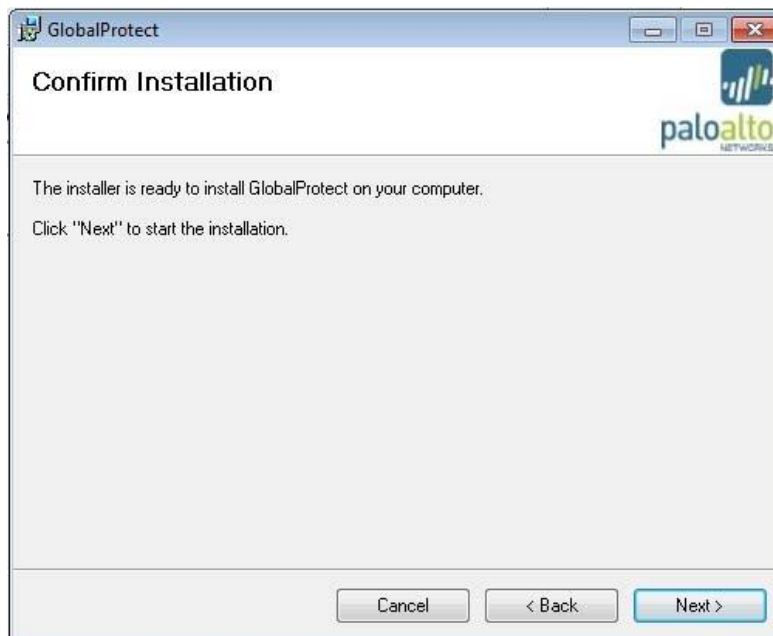 GlobalProtect
Confirm Installation
paloalto
NETWORKS
The installer is ready to install GlobalProtect on your computer.
Click "Next" to start the installation.
Cancel
< Back
Next >